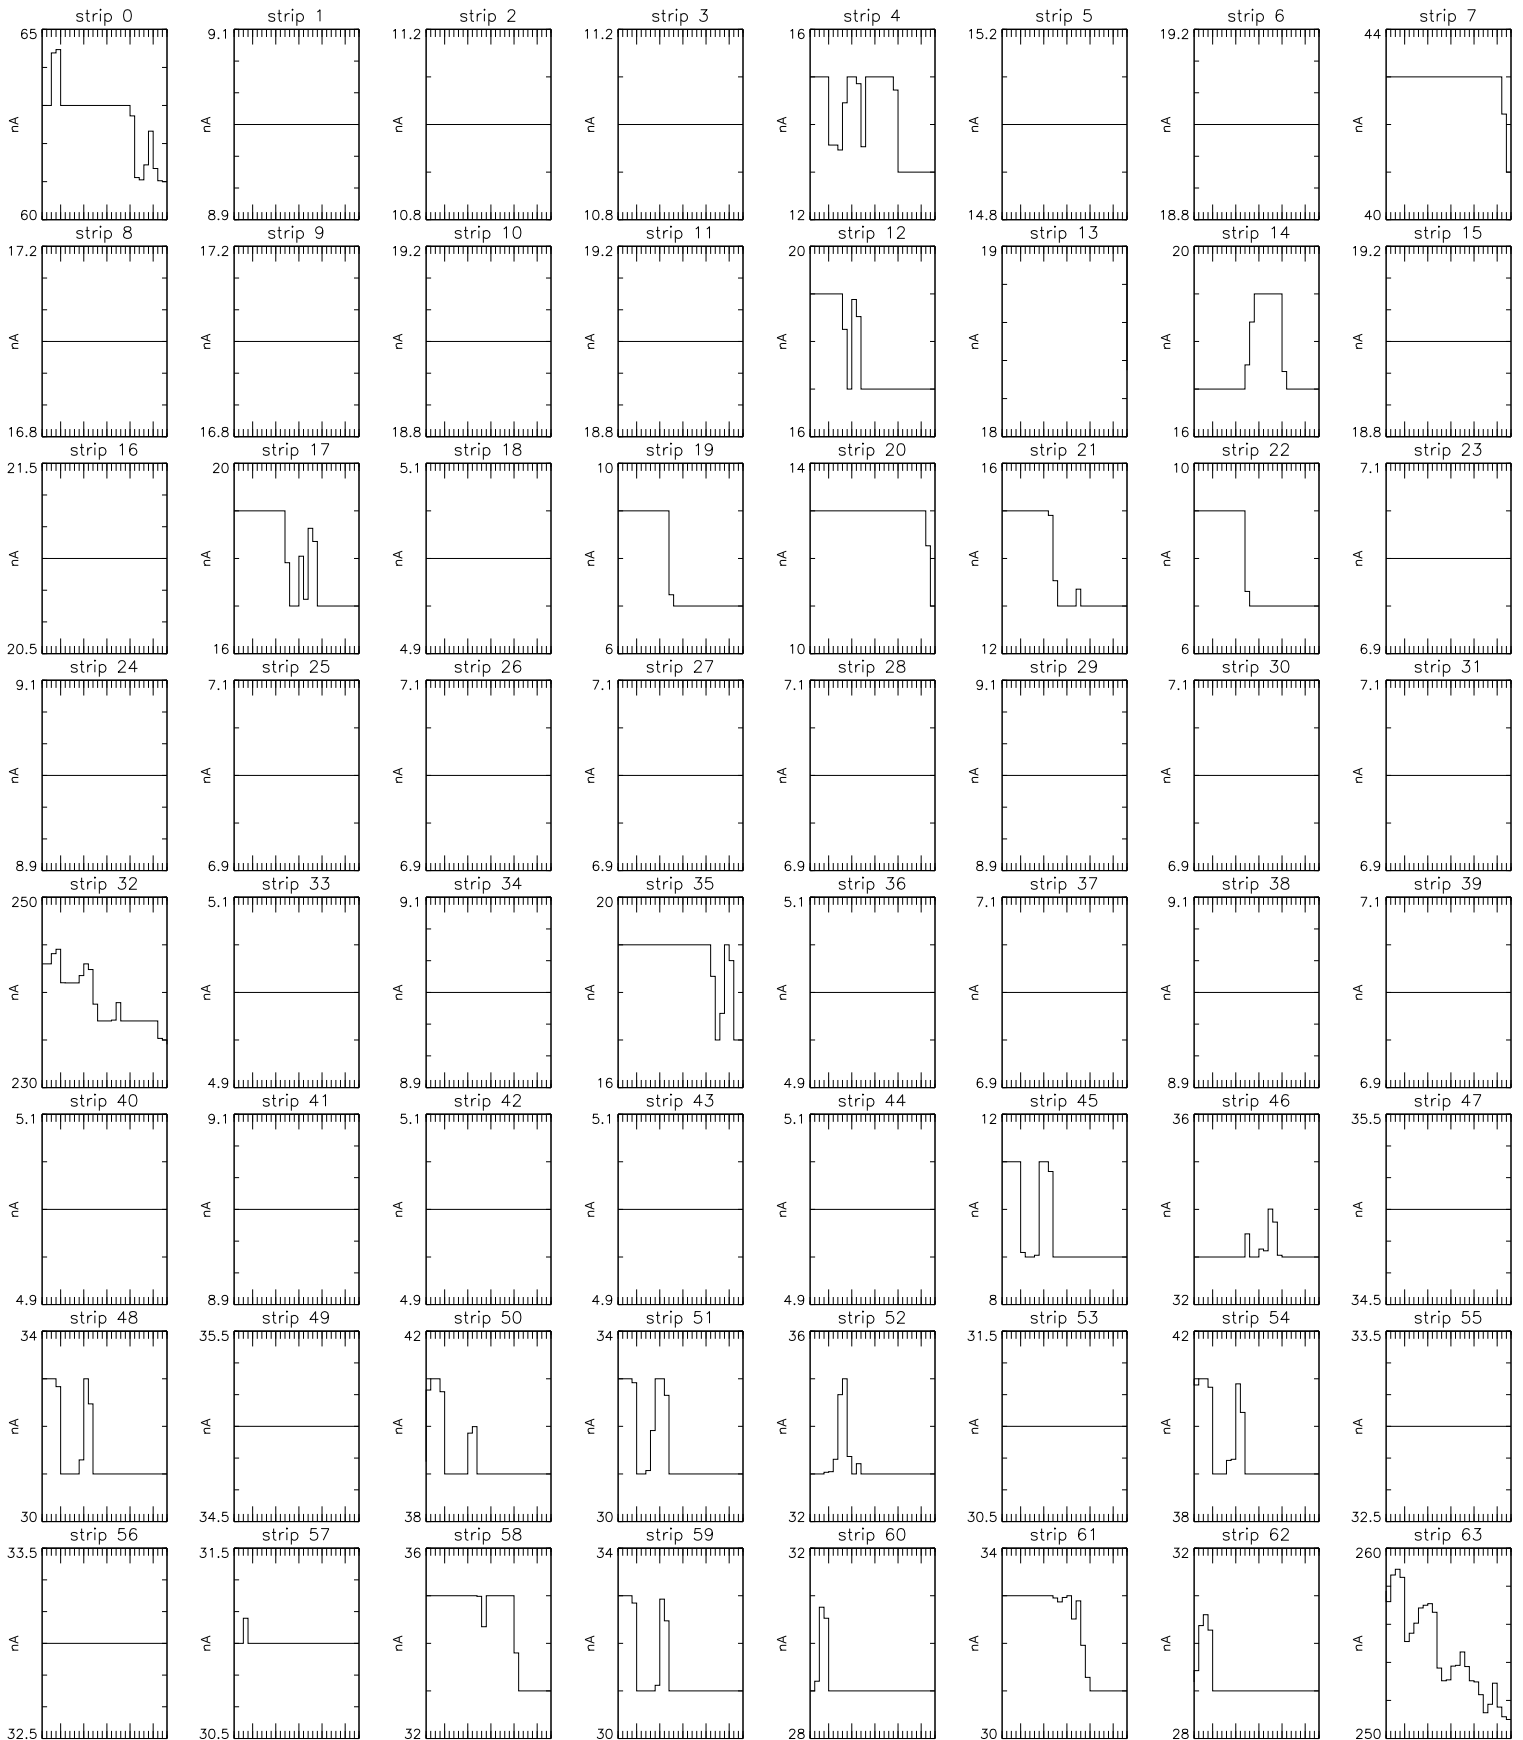 strip 0 strip 1 strip 2 strip 3 strip 4 strip 5 strip 6 strip 7
65 9.1 11.2 11.2 16 15.2 19.2 44
nA nA nA nA nA nA nA nA
60 8.9 10.8 10.8 12 14.8 18.8 40
strip 8 strip 9 strip 10 strip 11 strip 12 strip 13 strip 14 strip 15
17.2 17.2 19.2 19.2 20 19 20 19.2
nA nA nA nA nA nA nA nA
16.8 16.8 18.8 18.8 16 18 16 18.8
strip 16 strip 17 strip 18 strip 19 strip 20 strip 21 strip 22 strip 23
21.5 20 5.1 10 14 16 10 7.1
nA nA nA nA nA nA nA nA
20.5 16 4.9 6 10 12 6 6.9
strip 24 strip 25 strip 26 strip 27 strip 28 strip 29 strip 30 strip 31
9.1 7.1 7.1 7.1 7.1 9.1 7.1 7.1
nA nA nA nA nA nA nA nA
8.9 6.9 6.9 6.9 6.9 8.9 6.9 6.9
strip 32 strip 33 strip 34 strip 35 strip 36 strip 37 strip 38 strip 39
250 5.1 9.1 20 5.1 7.1 9.1 7.1
nA nA nA nA nA nA nA nA
230 4.9 8.9 16 4.9 6.9 8.9 6.9
strip 40 strip 41 strip 42 strip 43 strip 44 strip 45 strip 46 strip 47
5.1 9.1 5.1 5.1 5.1 12 36 35.5
nA nA nA nA nA nA nA nA
4.9 8.9 4.9 4.9 4.9 8 32 34.5
strip 48 strip 49 strip 50 strip 51 strip 52 strip 53 strip 54 strip 55
34 35.5 42 34 36 31.5 42 33.5
nA nA nA nA nA nA nA nA
30 34.5 38 30 32 30.5 38 32.5
strip 56 strip 57 strip 58 strip 59 strip 60 strip 61 strip 62 strip 63
33.5 31.5 36 34 32 34 32 260
nA nA nA nA nA nA nA nA
32.5 30.5 32 30 28 30 28 250